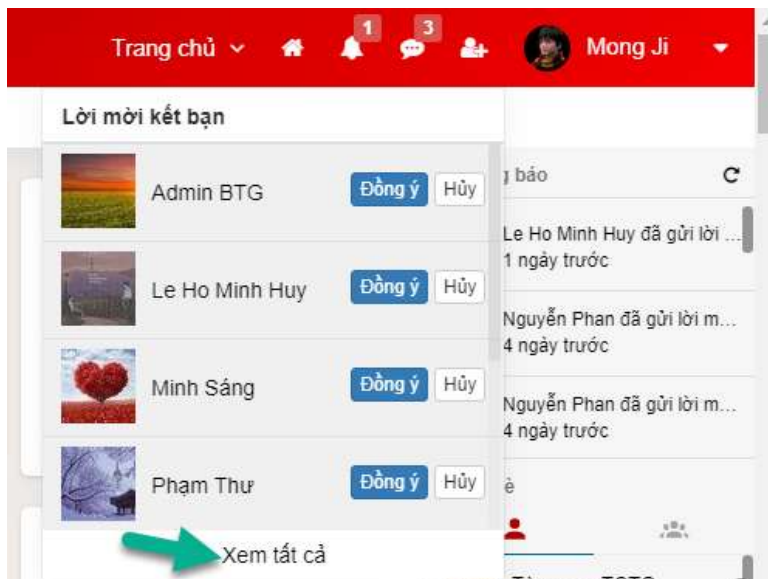 Trang chủ 1 3 Mong Ji
Lời mời kết bạn
Admin BTG Đồng ý Hủy
Le Ho Minh Huy Đồng ý Hủy
Minh Sáng Đồng ý Hủy
Phạm Thư Đồng ý Hủy
Xem tất cả
báo
Le Ho Minh Huy đã gửi lời ...
1 ngày trước
Nguyễn Phan đã gửi lời m...
4 ngày trước
Nguyễn Phan đã gửi lời m...
4 ngày trước